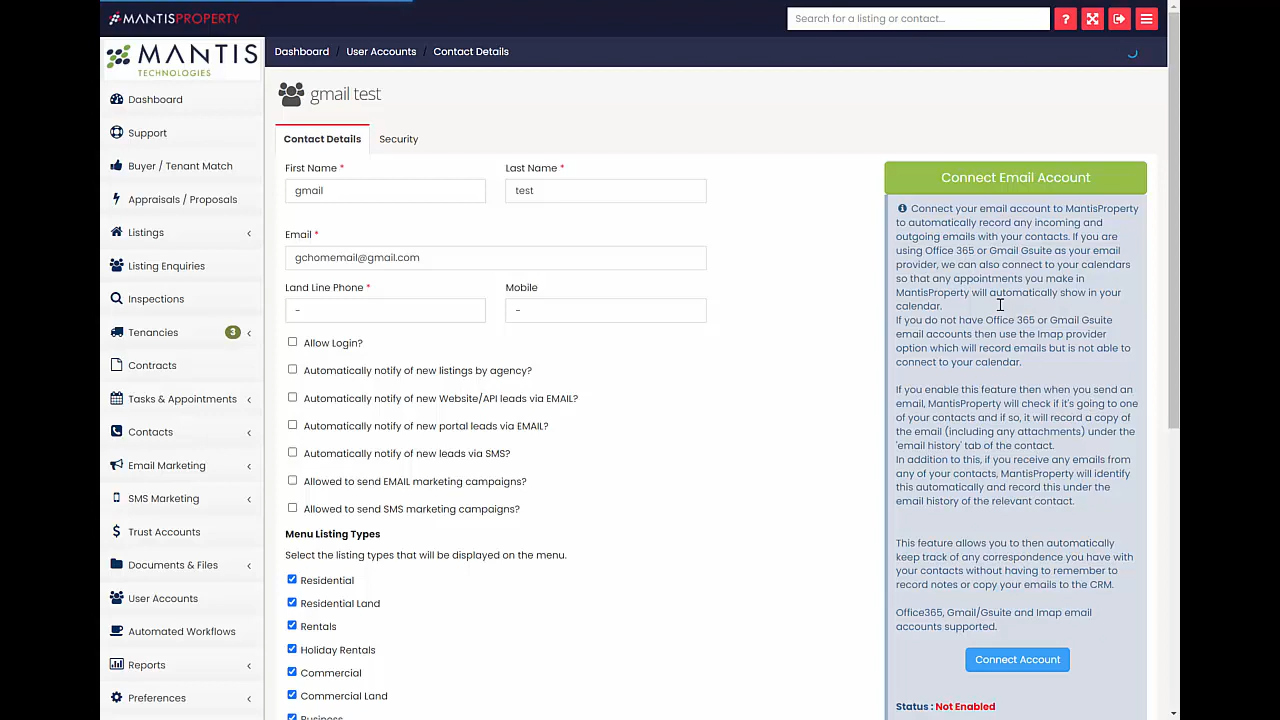 MANTISPROPERTY
Search for a listing or contact...
?
MANTIS
TECHNOLOGIES
Dashboard / User Accounts / Contact Details
Dashboard
Support
Buyer / Tenant Match
Appraisals / Proposals
Listings
Listing Enquiries
Inspections
Tenancies 3
Contracts
Tasks & Appointments
Contacts
Email Marketing
SMS Marketing
Trust Accounts
Documents & Files
User Accounts
Automated Workflows
Reports
Preferences
gmail test
Contact Details Security
First Name * Last Name *
gmail test
Email *
gchomemail@gmail.com
Land Line Phone * Mobile
- -
Allow Login?
Automatically notify of new listings by agency?
Automatically notify of new Website/API leads via EMAIL?
Automatically notify of new portal leads via EMAIL?
Automatically notify of new leads via SMS?
Allowed to send EMAIL marketing campaigns?
Allowed to send SMS marketing campaigns?
Menu Listing Types
Select the listing types that will be displayed on the menu.
Residential
Residential Land
Rentals
Holiday Rentals
Commercial
Commercial Land
Business
Connect Email Account
Connect your email account to MantisProperty
to automatically record any incoming and
outgoing emails with your contacts. If you are
using Office 365 or Gmail Gsuite as your email
provider, we can also connect to your calendars
so that any appointments you make in
MantisProperty will automatically show in your
calendar.
If you do not have Office 365 or Gmail Gsuite
email accounts then use the Imap provider
option which will record emails but is not able to
connect to your calendar.
If you enable this feature then when you send an
email, MantisProperty will check if it's going to one
of your contacts and if so, it will record a copy of
the email (including any attachments) under the
'email history' tab of the contact.
In addition to this, if you receive any emails from
any of your contacts, MantisProperty will identify
this automatically and record this under the
email history of the relevant contact.
This feature allows you to then automatically
keep track of any correspondence you have with
your contacts without having to remember to
record notes or copy your emails to the CRM.
Office365, Gmail/Gsuite and Imap email
accounts supported.
Connect Account
Status : Not Enabled